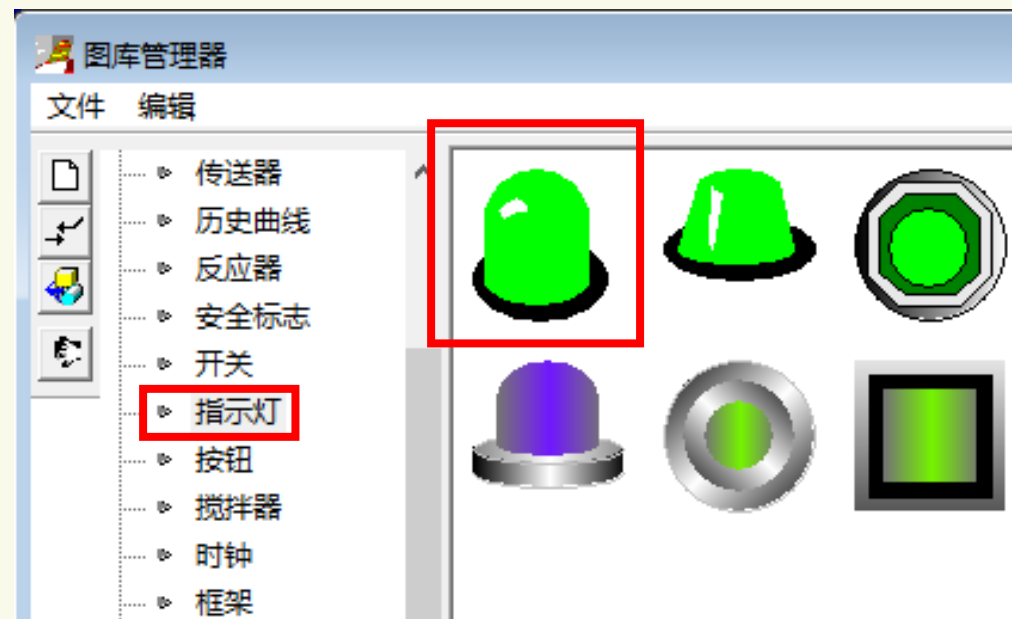 图库管理器
文件 编辑
传送器
历史曲线
反应器
安全标志
开关
指示灯
按钮
搅拌器
时钟
框架